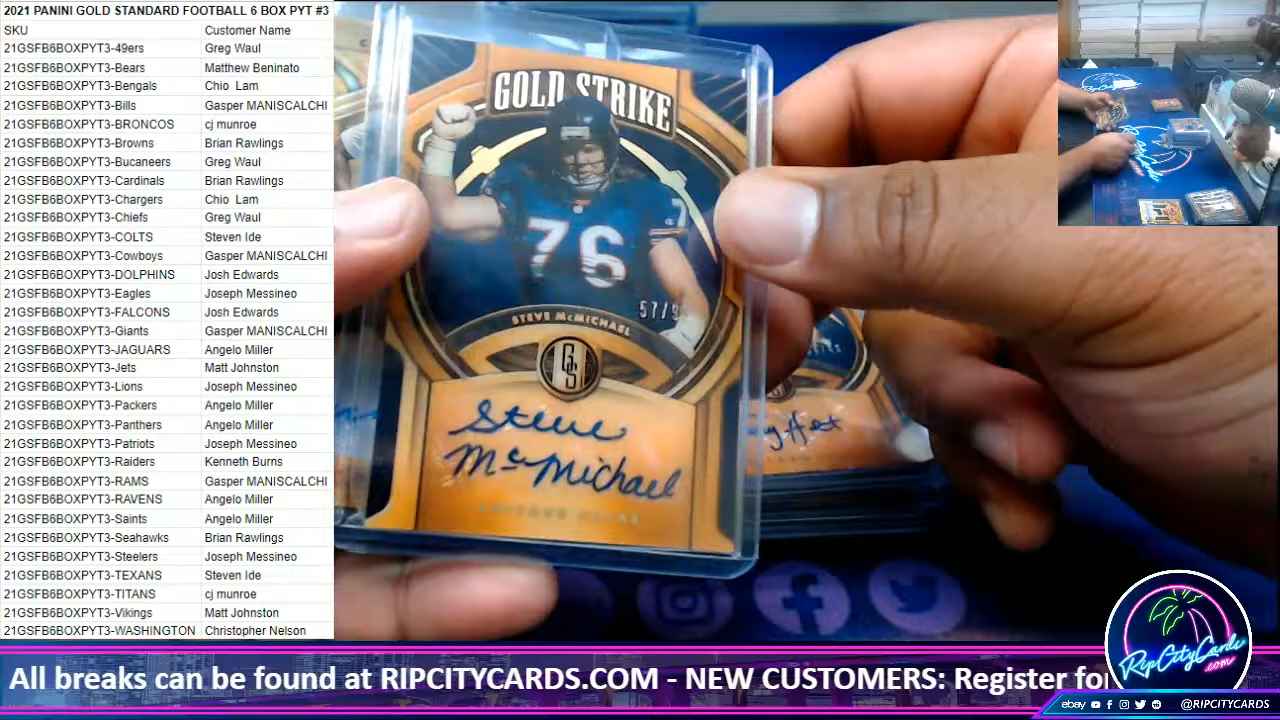 2021 PANINI GOLD STANDARD FOOTBALL 6 BOX PYT #3
SKU Customer Name
21GSFB6BOXPYT3-49ers Greg Waul
21GSFB6BOXPYT3-Bears Matthew Beninato
21GSFB6BOXPYT3-Bengals Chio Lam
21GSFB6BOXPYT3-Bills Gasper MANISCALCHI
21GSFB6BOXPYT3-BRONCOS cj munroe
21GSFB6BOXPYT3-Browns Brian Rawlings
21GSFB6BOXPYT3-Bucaneers Greg Waul
21GSFB6BOXPYT3-Cardinals Brian Rawlings
21GSFB6BOXPYT3-Chargers Chio Lam
21GSFB6BOXPYT3-Chiefs Greg Waul
21GSFB6BOXPYT3-COLTS Steven Ide
21GSFB6BOXPYT3-Cowboys Gasper MANISCALCHI
21GSFB6BOXPYT3-DOLPHINS Josh Edwards
21GSFB6BOXPYT3-Eagles Joseph Messineo
21GSFB6BOXPYT3-FALCONS Josh Edwards
21GSFB6BOXPYT3-Giants Gasper MANISCALCHI
21GSFB6BOXPYT3-JAGUARS Angelo Miller
21GSFB6BOXPYT3-Jets Matt Johnston
21GSFB6BOXPYT3-Lions Joseph Messineo
21GSFB6BOXPYT3-Packers Angelo Miller
21GSFB6BOXPYT3-Panthers Angelo Miller
21GSFB6BOXPYT3-Patriots Joseph Messineo
21GSFB6BOXPYT3-Raiders Kenneth Burns
21GSFB6BOXPYT3-RAMS Gasper MANISCALCHI
21GSFB6BOXPYT3-RAVENS Angelo Miller
21GSFB6BOXPYT3-Saints Angelo Miller
21GSFB6BOXPYT3-Seahawks Brian Rawlings
21GSFB6BOXPYT3-Steelers Joseph Messineo
21GSFB6BOXPYT3-TEXANS Steven Ide
21GSFB6BOXPYT3-TITANS cj munroe
21GSFB6BOXPYT3-Vikings Matt Johnston
21GSFB6BOXPYT3-WASHINGTON Christopher Nelson
GOLD STRIKE
76
57/9
STEVE McMICHAEL
GS
Steve
McMichael
CHICAGO BEARS
All breaks can be found at RIPCITYCARDS.COM - NEW CUSTOMERS: Register for
RipCityCards
.com
ebay @RIPCITYCARDS